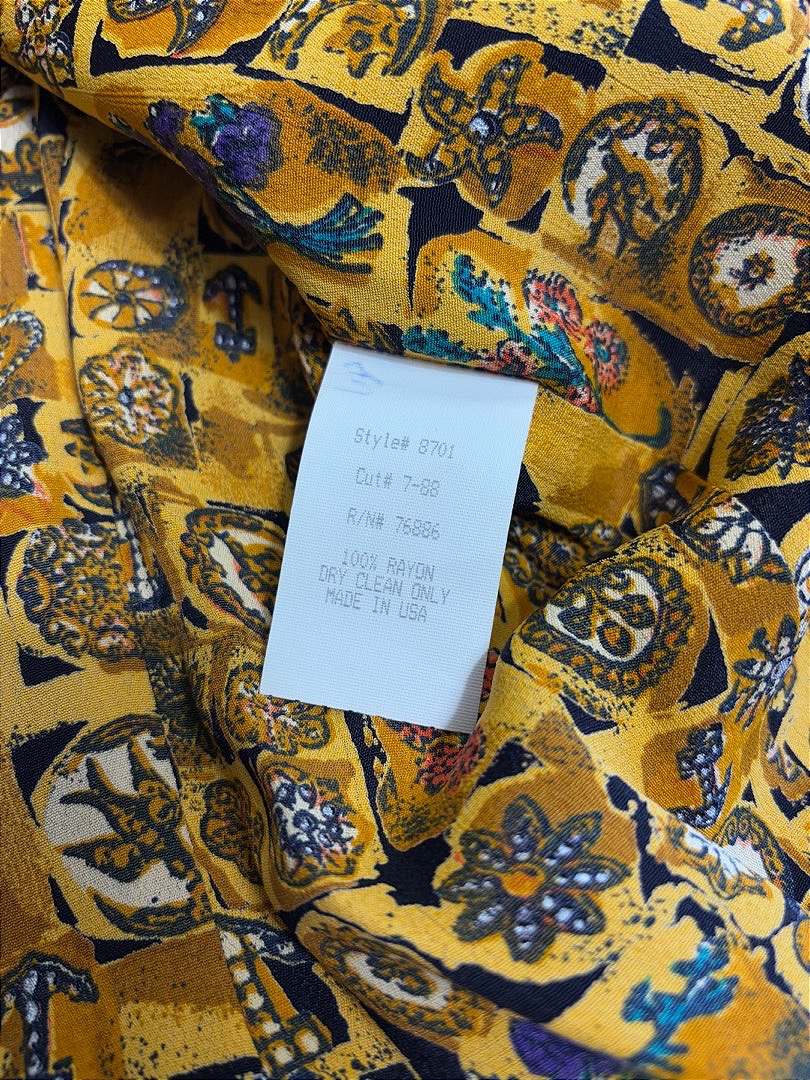 Style# 8701
Cut# 7-88
R/N# 76886
100% RAYON
DRY CLEAN ONLY
MADE IN USA